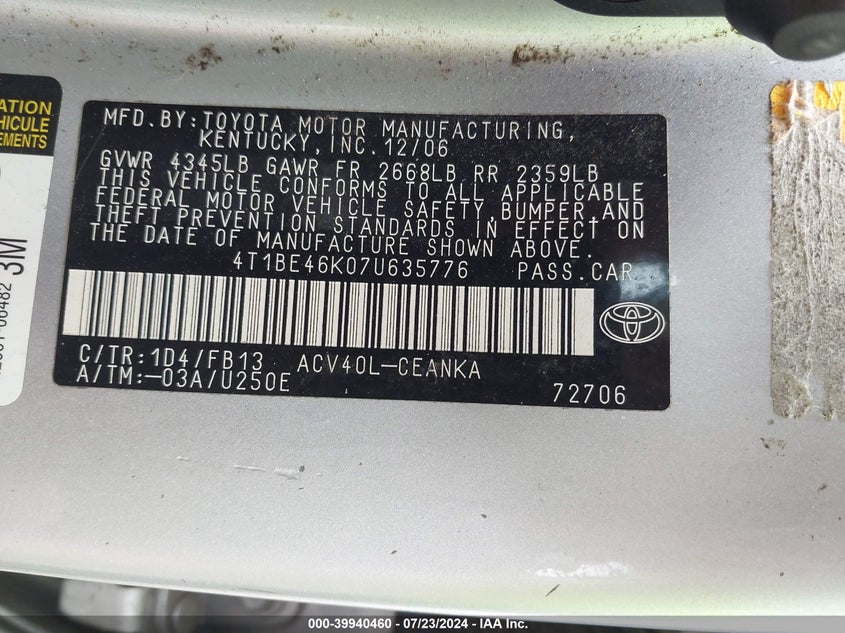 ATION
EHICULE
EMENTS
3M
MFD.BY:TOYOTA MOTOR MANUFACTURING,
KENTUCKY,INC.12/06
GVWR 4345LB GAWR FR 2668LB RR 2359LB
THIS VEHICLE CONFORMS TO ALL APPLICABLE
FEDERAL MOTOR VEHICLE SAFETY,BUMPER,AND
THEFT PREVENTION STANDARDS IN EFFECT ON
THE DATE OF MANUFACTURE SHOWN ABOVE.
4T1BE46K07U635776 PASS.CAR
C/TR:1D4/FB13 ACV40L-CEANKA
A/TM:-03A/U250E 72706
000-39940460 - 07/23/2024 - IAA Inc.